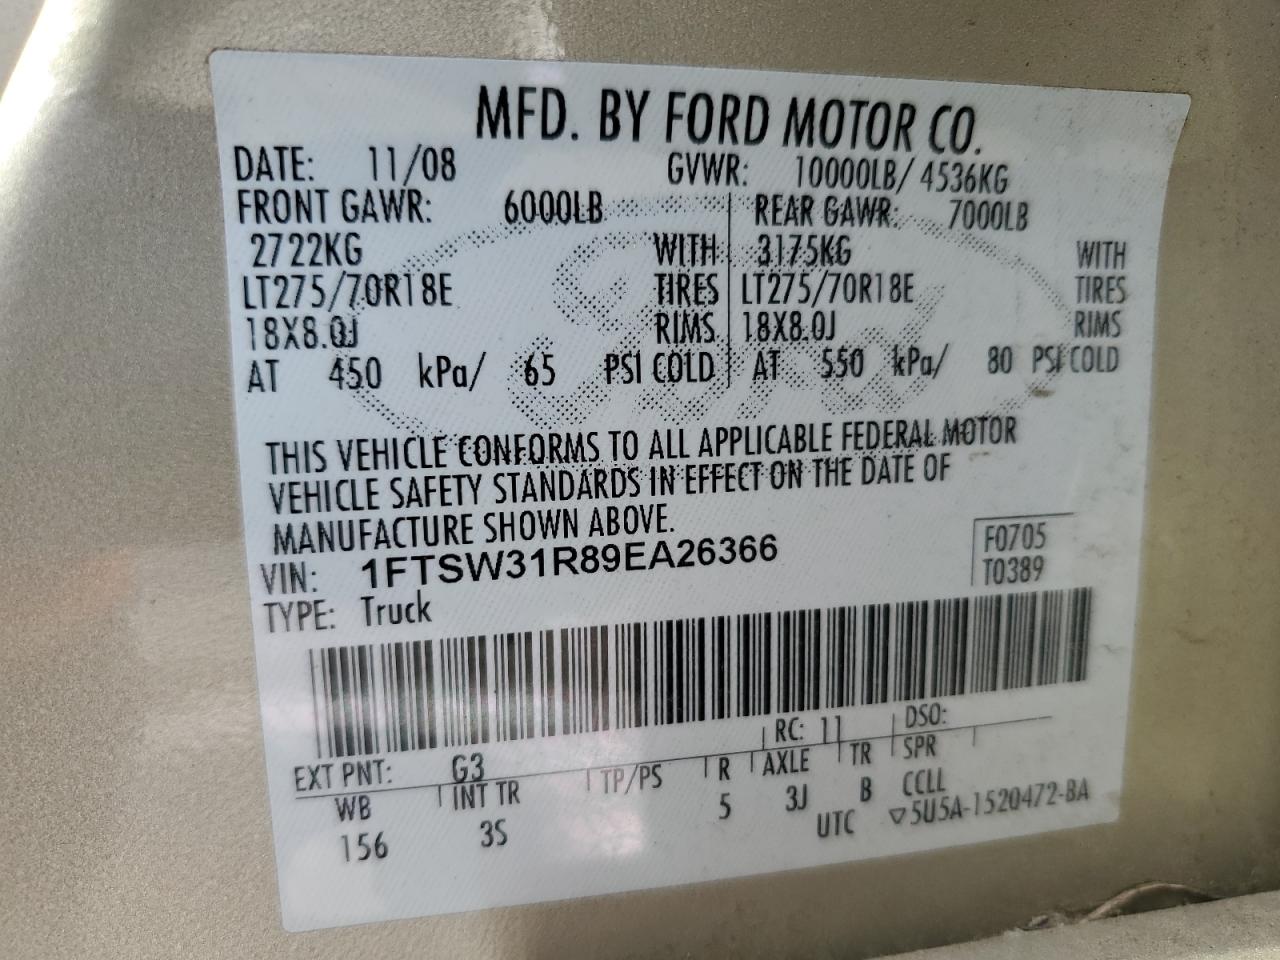 MFD. BY FORD MOTOR CO.
DATE: 11/08 GVWR: 10000LB/ 4536KG
FRONT GAWR: 6000LB REAR GAWR: 7000LB
2722KG WITH 3175KG WITH
LT275/70R18E TIRES LT275/70R18E TIRES
18X8.0J RIMS 18X8.0J RIMS
AT 450 kPa/ 65 PSI COLD AT 550 kPa/ 80 PSI COLD
THIS VEHICLE CONFORMS TO ALL APPLICABLE FEDERAL MOTOR
VEHICLE SAFETY STANDARDS IN EFFECT ON THE DATE OF
MANUFACTURE SHOWN ABOVE.
VIN: 1FTSW31R89EA26366
TYPE: Truck
F0705
T0389
EXT PNT: G3 RC: 11 DSO:
WB INT TR TP/PS R AXLE TR SPR
156 3S 5 3J B CCLL
UTC ▽5U5A-1520472-BA